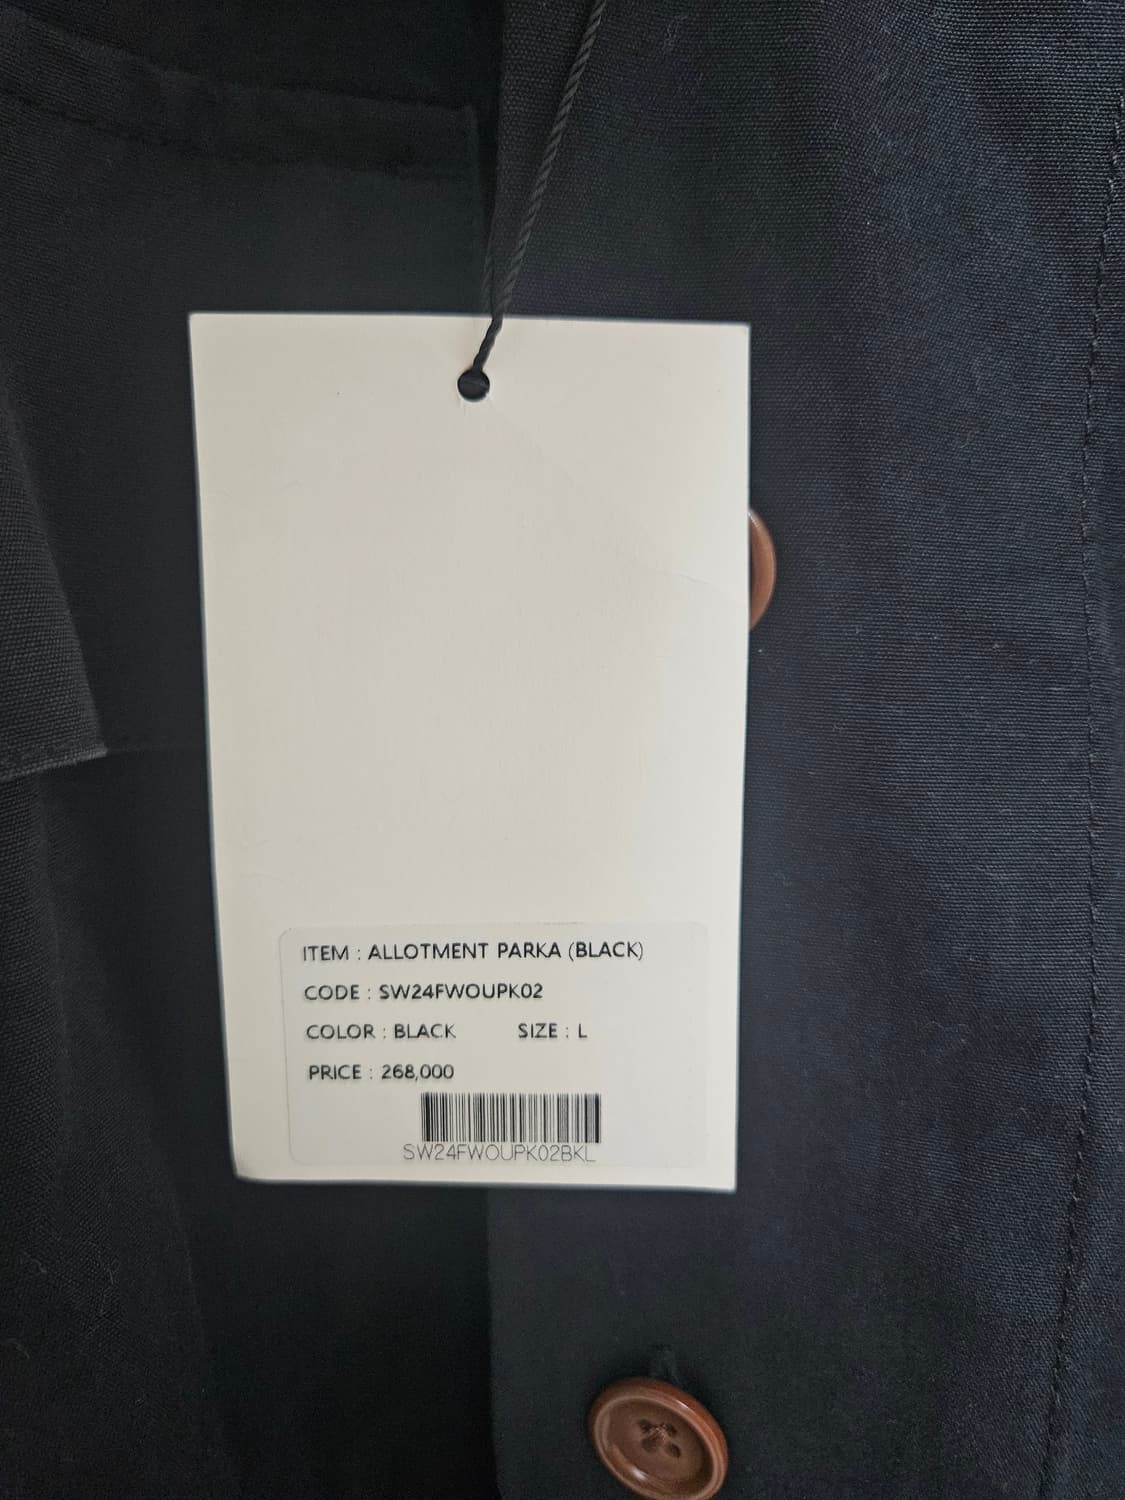 ITEM : ALLOTMENT PARKA (BLACK)
CODE : SW24FWOUPK02
COLOR : BLACK SIZE : L
PRICE : 268,000
SW24FWOUPK02BKL